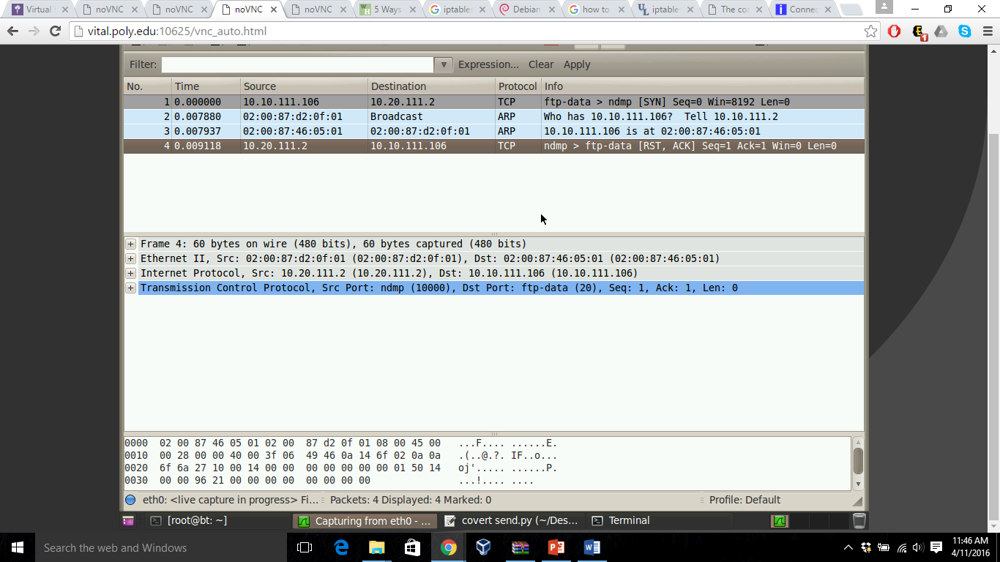 Virtual
noVNC
noVNC
noVNC
noVNC
5 Ways
iptables
Debian
how to
iptables
The co
Connec
vital.poly.edu:10625/vnc_auto.html
1
Filter:
Expression... Clear Apply
No. Time Source Destination Protocol Info
1 0.000000 10.10.111.106 10.20.111.2 TCP ftp-data > ndmp [SYN] Seq=0 Win=8192 Len=0
2 0.007880 02:00:87:d2:0f:01 Broadcast ARP Who has 10.10.111.106? Tell 10.10.111.2
3 0.007937 02:00:87:46:05:01 02:00:87:d2:0f:01 ARP 10.10.111.106 is at 02:00:87:46:05:01
4 0.009118 10.20.111.2 10.10.111.106 TCP ndmp > ftp-data [RST, ACK] Seq=1 Ack=1 Win=0 Len=0
Frame 4: 60 bytes on wire (480 bits), 60 bytes captured (480 bits)
Ethernet II, Src: 02:00:87:d2:0f:01 (02:00:87:d2:0f:01), Dst: 02:00:87:46:05:01 (02:00:87:46:05:01)
Internet Protocol, Src: 10.20.111.2 (10.20.111.2), Dst: 10.10.111.106 (10.10.111.106)
Transmission Control Protocol, Src Port: ndmp (10000), Dst Port: ftp-data (20), Seq: 1, Ack: 1, Len: 0
0000 02 00 87 46 05 01 02 00 87 d2 0f 01 08 00 45 00 ...F.... ......E.
0010 00 28 00 00 40 00 3f 06 49 46 0a 14 6f 02 0a 0a .(..@.?. IF..o...
0020 6f 6a 27 10 00 14 00 00 00 00 00 00 00 01 50 14 oj'..... ......P.
0030 00 00 96 21 00 00 00 00 00 00 00 00 ...!.... ....
eth0: <live capture in progress> Fi... Packets: 4 Displayed: 4 Marked: 0 Profile: Default
[root@bt: ~] Capturing from eth0 - ... covert send.py (~/Des... Terminal
Search the web and Windows
11:46 AM
4/11/2016